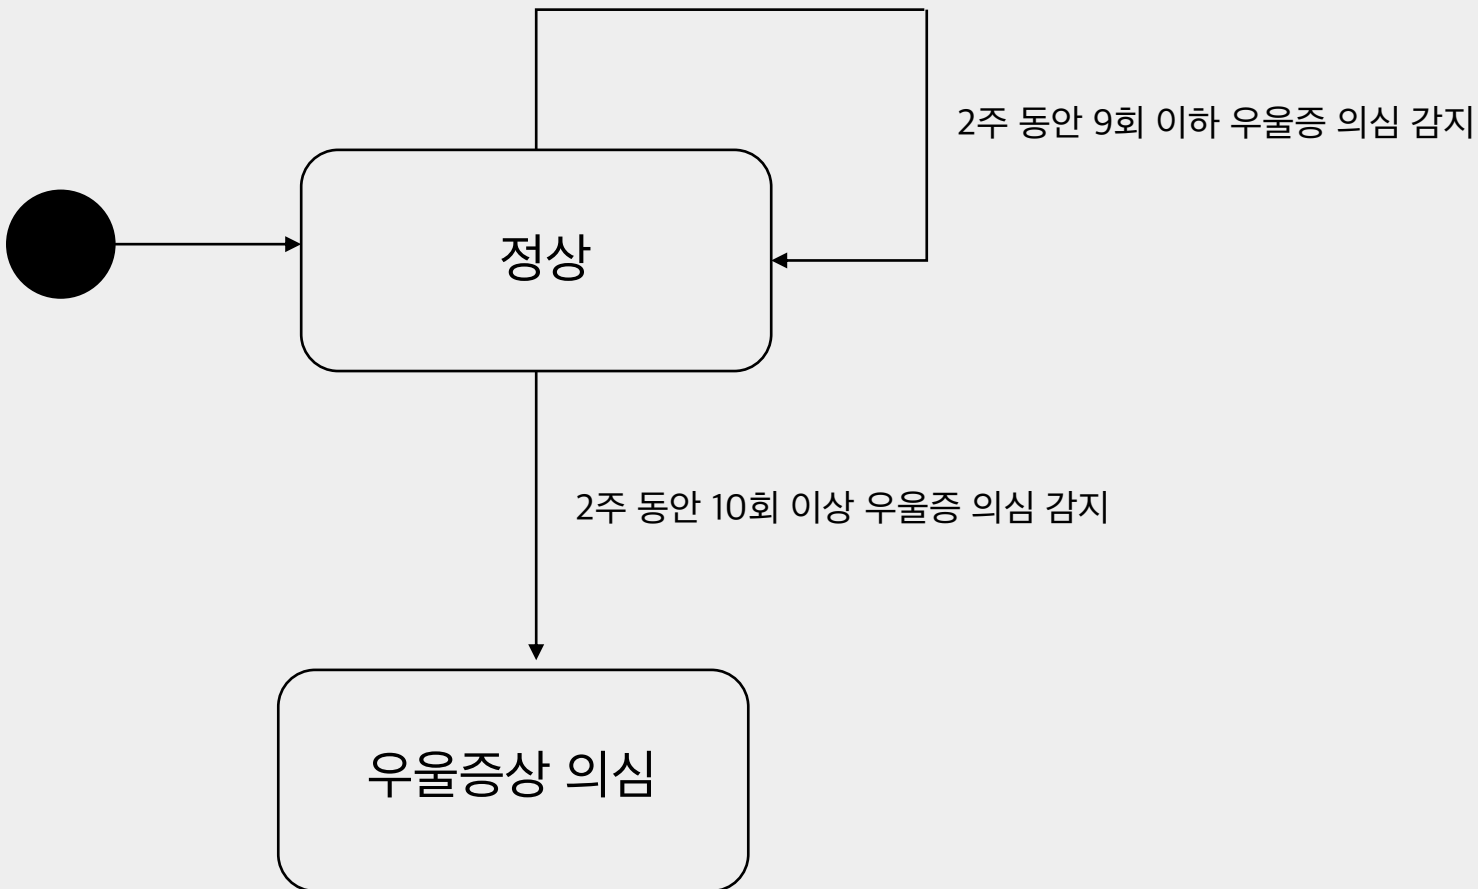 2주 동안 9회 이하 우울증 의심 감지
정상
2주 동안 10회 이상 우울증 의심 감지
우울증상 의심